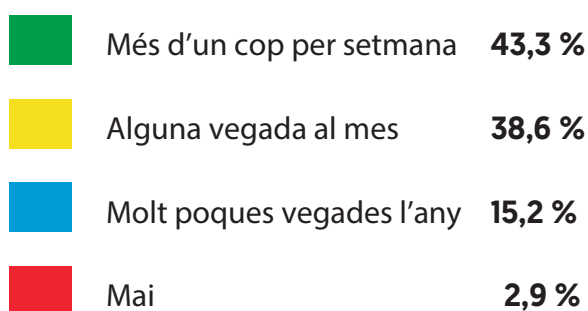 Més d'un cop per setmana 43,3 %
Alguna vegada al mes 38,6 %
Molt poques vegades l'any 15,2 %
Mai 2,9 %